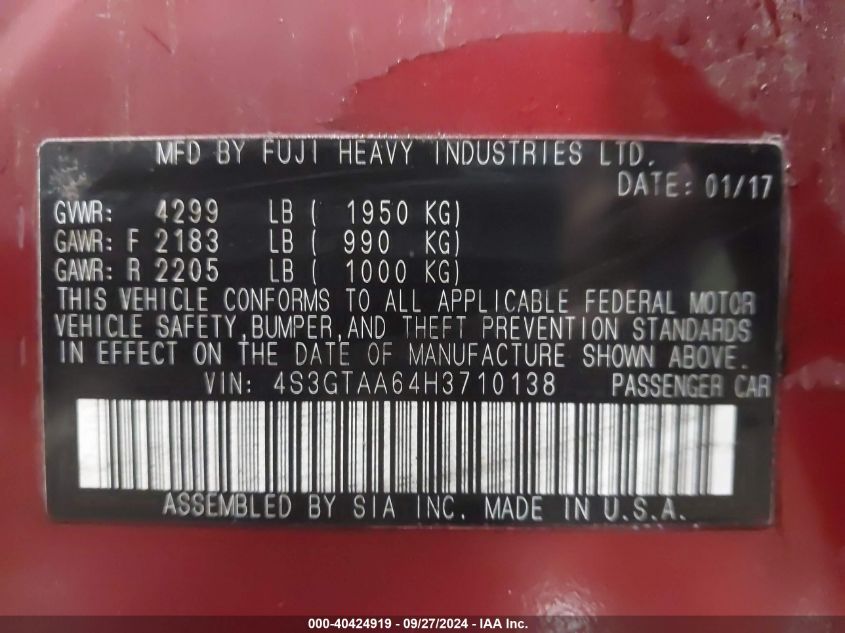 MFD BY FUJI HEAVY INDUSTRIES LTD.
DATE: 01/17
GVWR: 4299 LB ( 1950 KG)
GAWR: F 2183 LB ( 990 KG)
GAWR: R 2205 LB ( 1000 KG)
THIS VEHICLE CONFORMS TO ALL APPLICABLE FEDERAL MOTOR
VEHICLE SAFETY,BUMPER,AND THEFT PREVENTION STANDARDS
IN EFFECT ON THE DATE OF MANUFACTURE SHOWN ABOVE.
VIN: 4S3GTAA64H3710138 PASSENGER CAR
ASSEMBLED BY SIA INC. MADE IN U.S.A.
000-40424919 - 09/27/2024 - IAA Inc.